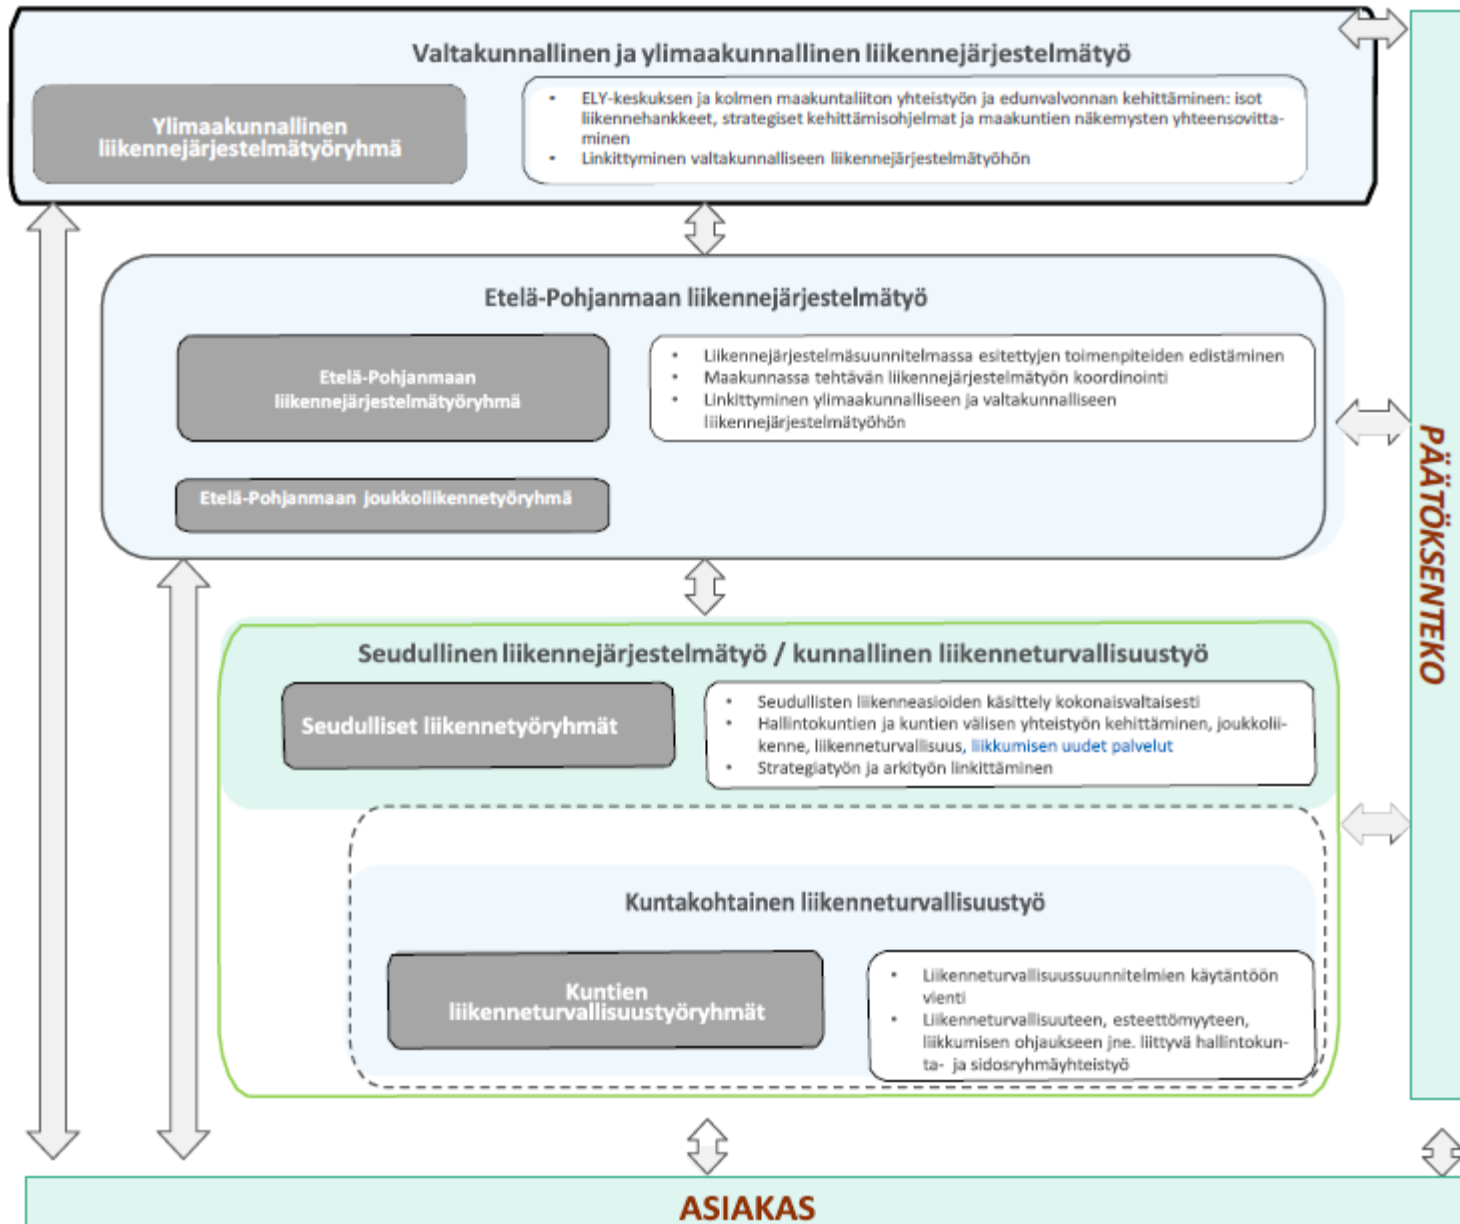 Valtakunnallinen ja ylimaakunnallinen liikennejärjestelmätyö
Ylimaakunnallinen
liikennejärjestelmätyöryhmä
• ELY-keskuksen ja kolmen maakuntaliiton yhteistyön ja edunvalvonnan kehittäminen: isot
liikennehankkeet, strategiset kehittämisohjelmat ja maakuntien näkemysten yhteensovitta-
minen
• Linkittyminen valtakunnalliseen liikennejärjestelmätyöhön
Etelä-Pohjanmaan liikennejärjestelmätyö
Etelä-Pohjanmaan
liikennejärjestelmätyöryhmä
• Liikennejärjestelmäsuunnitelmassa esitettyjen toimenpiteiden edistäminen
• Maakunnassa tehtävän liikennejärjestelmätyön koordinointi
• Linkittyminen ylimaakunnalliseen ja valtakunnalliseen
liikennejärjestelmätyöhön
Etelä-Pohjanmaan joukkoliikennetyöryhmä
Seudullinen liikennejärjestelmätyö / kunnallinen liikenneturvallisuustyö
Seudulliset liikennetyöryhmät
• Seudullisten liikenneasioiden käsittely kokonaisvaltaisesti
• Hallintokuntien ja kuntien välisen yhteistyön kehittäminen, joukkolii-
kenne, liikenneturvallisuus, liikkumisen uudet palvelut
• Strategiatyön ja arkityön linkittäminen
Kuntakohtainen liikenneturvallisuustyö
Kuntien
liikenneturvallisuustyöryhmät
• Liikenneturvallisuussuunnitelmien käytäntöön
vienti
• Liikenneturvallisuuteen, esteettömyyteen,
liikkumisen ohjaukseen jne. liittyvä hallintokun-
ta- ja sidosryhmäyhteistyö
PÄÄTÖKSENTEKO
ASIAKAS